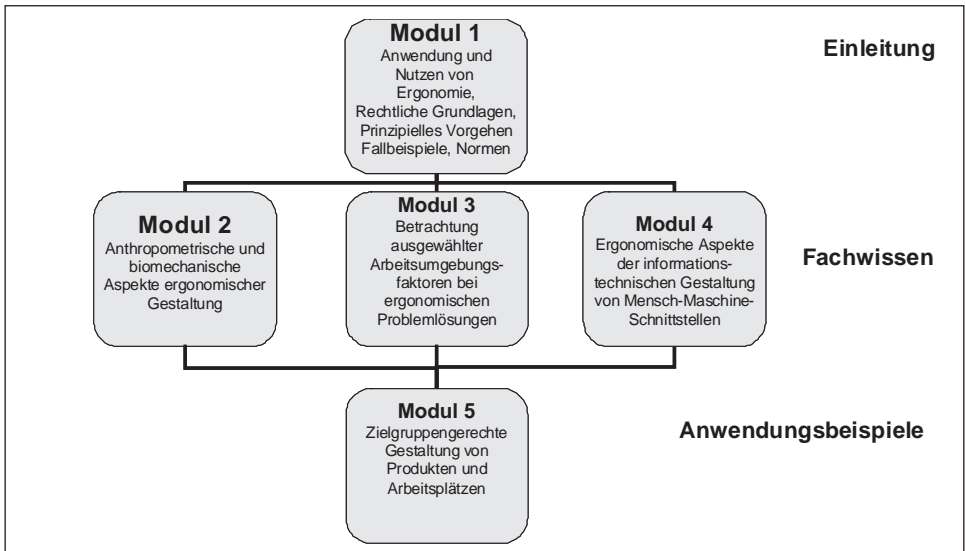 Modul 1
Anwendung und
Nutzen von
Ergonomie,
Rechtliche Grundlagen,
Prinzipielles Vorgehen
Fallbeispiele, Normen
Einleitung
Modul 2
Anthropometrische und
biomechanische
Aspekte ergonomischer
Gestaltung
Modul 3
Betrachtung
ausgewählter
Arbeitsumgebungs-
faktoren bei
ergonomischen
Problemlösungen
Modul 4
Ergonomische Aspekte
der informations-
technischen Gestaltung
von Mensch-Maschine-
Schnittstellen
Fachwissen
Modul 5
Zielgruppengerechte
Gestaltung von
Produkten und
Arbeitsplätzen
Anwendungsbeispiele